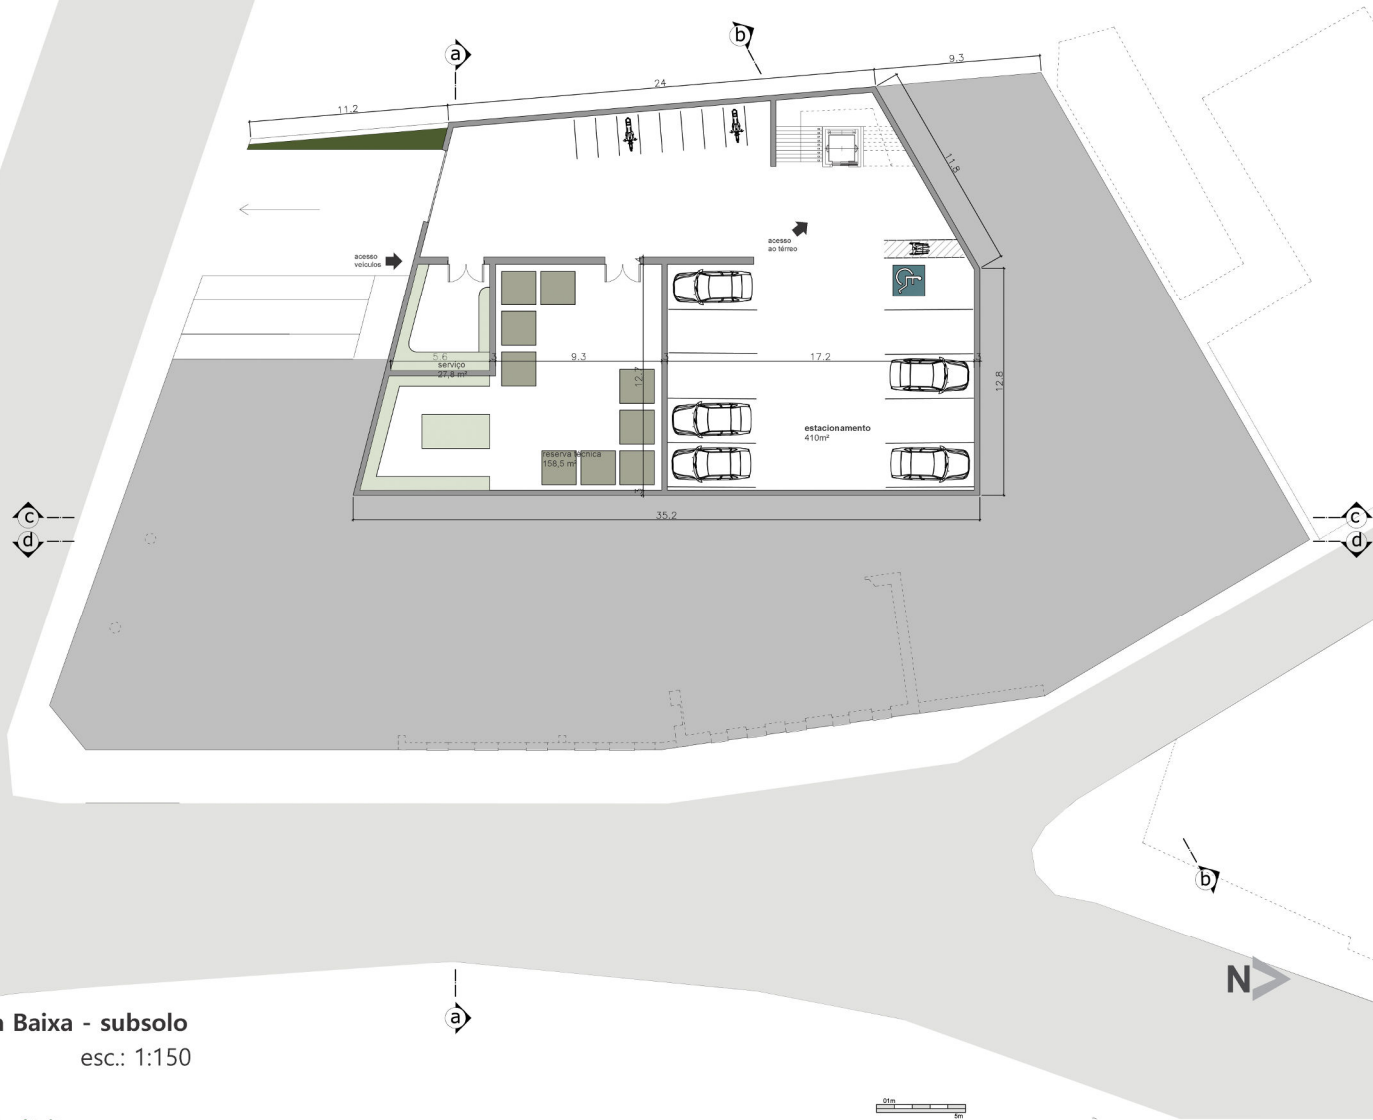 b
a
9.3
24
11.2
11.8
acesso
ao térreo
acesso
veículos
5.6
9.3
17.2
serviço
27,8 m²
12.7
12.8
estacionamento
410m²
reserva técnica
158,5 m²
35.2
c
c
d
d
b
N
a
Baixa - subsolo
esc.: 1:150
01m
5m